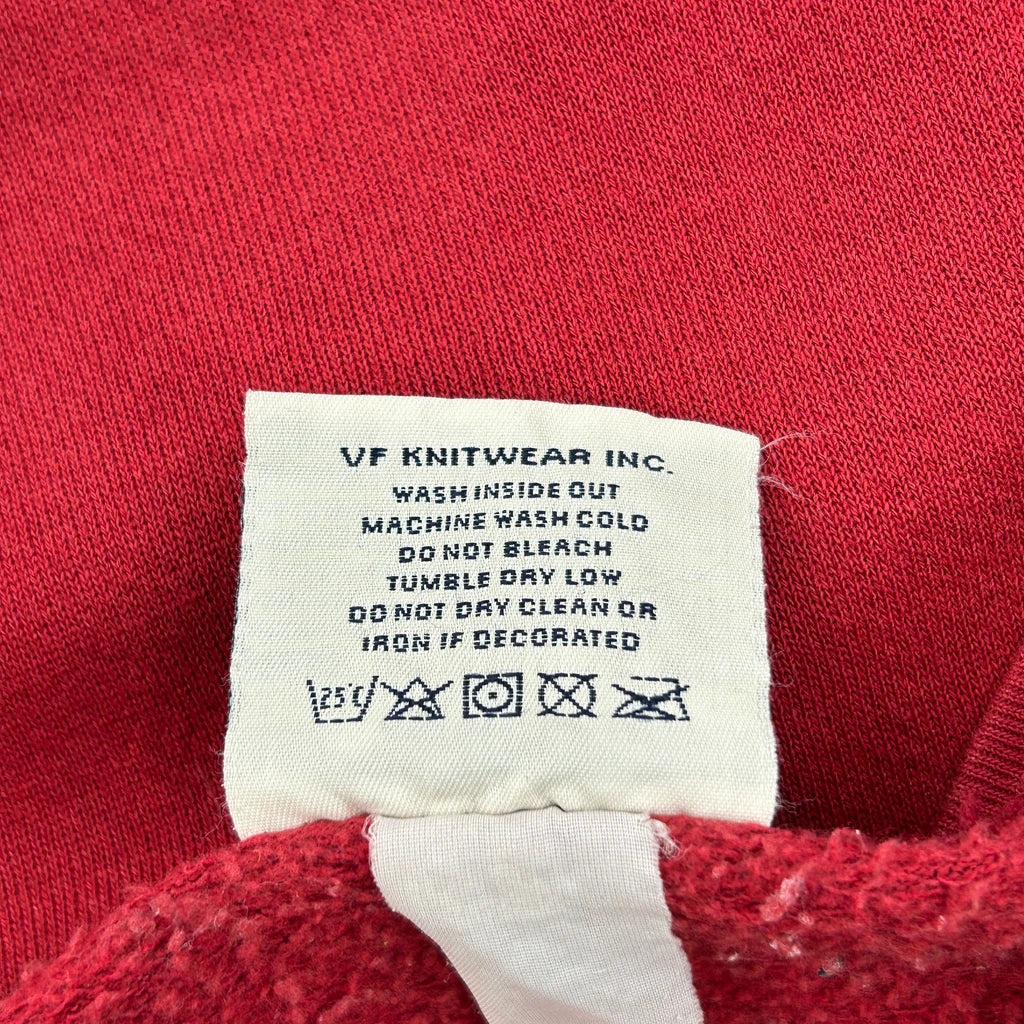 VF KNITWEAR INC.
WASH INSIDE OUT
MACHINE WASH COLD
DO NOT BLEACH
TUMBLE DRY LOW
DO NOT DRY CLEAN OR
IRON IF DECORATED
25°C